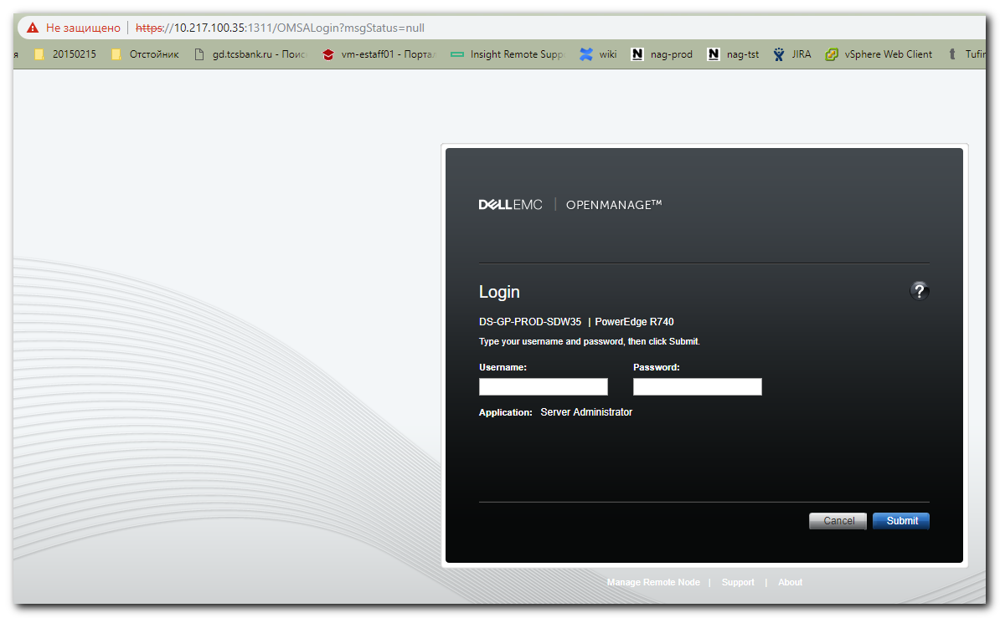 Не защищено | https://10.217.100.35:1311/OMSALogin?msgStatus=null
я 20150215 Отстойник gd.tcsbank.ru - Поис vm-estaff01 - Портал Insight Remote Supp wiki nag-prod nag-tst JIRA vSphere Web Client Tufin
DELLEMC | OPENMANAGE™
Login ?
DS-GP-PROD-SDW35 | PowerEdge R740
Type your username and password, then click Submit.
Username: Password:
Application: Server Administrator
Cancel Submit
Manage Remote Node | Support | About